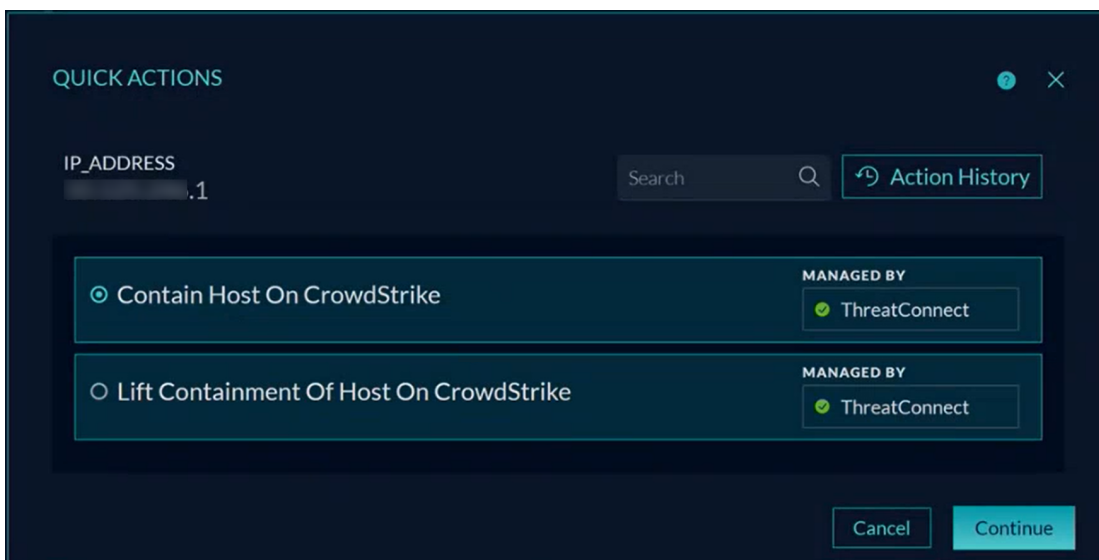 QUICK ACTIONS
IP_ADDRESS
.1
Search
Action History
Contain Host On CrowdStrike
MANAGED BY
ThreatConnect
Lift Containment Of Host On CrowdStrike
MANAGED BY
ThreatConnect
Cancel
Continue